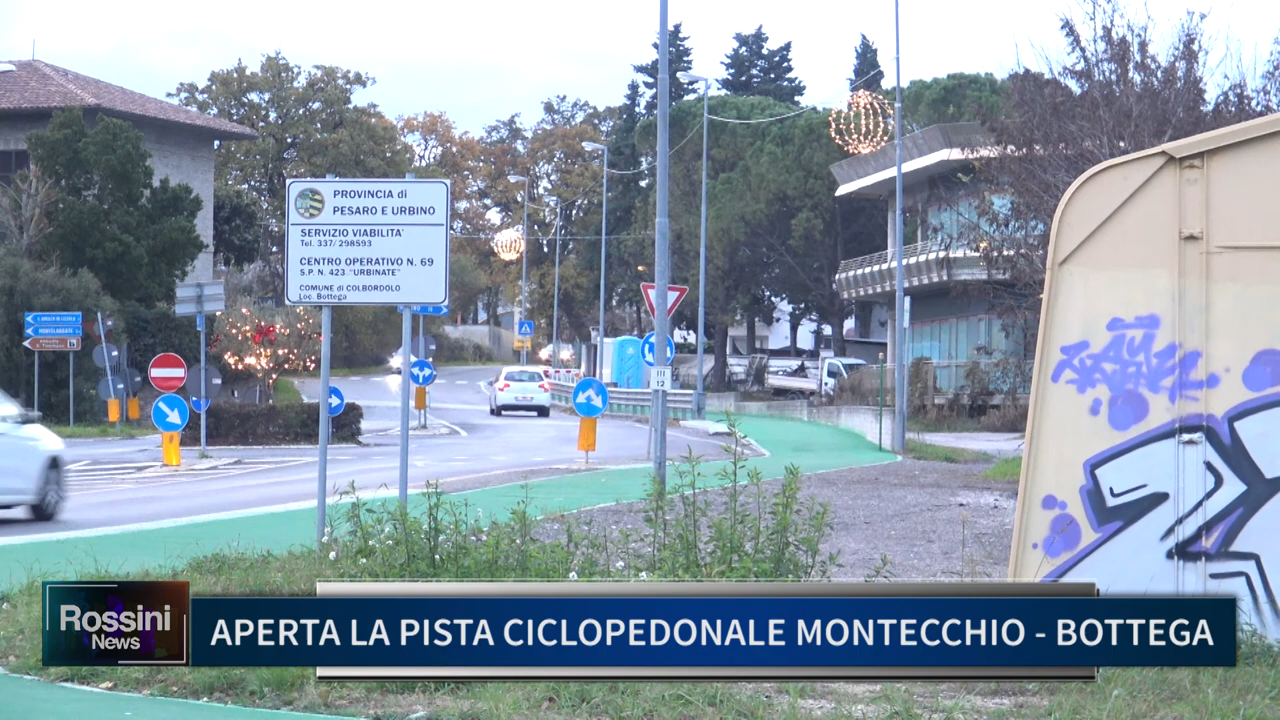 PROVINCIA di
PESARO E URBINO
SERVIZIO VIABILITA'
Tel. 337/298593
CENTRO OPERATIVO N. 69
S.P. N. 423 "URBINATE"
COMUNE di COLBORDOLO
Loc. Bottega
III
12
Rossini
News
APERTA LA PISTA CICLOPEDONALE MONTECCHIO - BOTTEGA